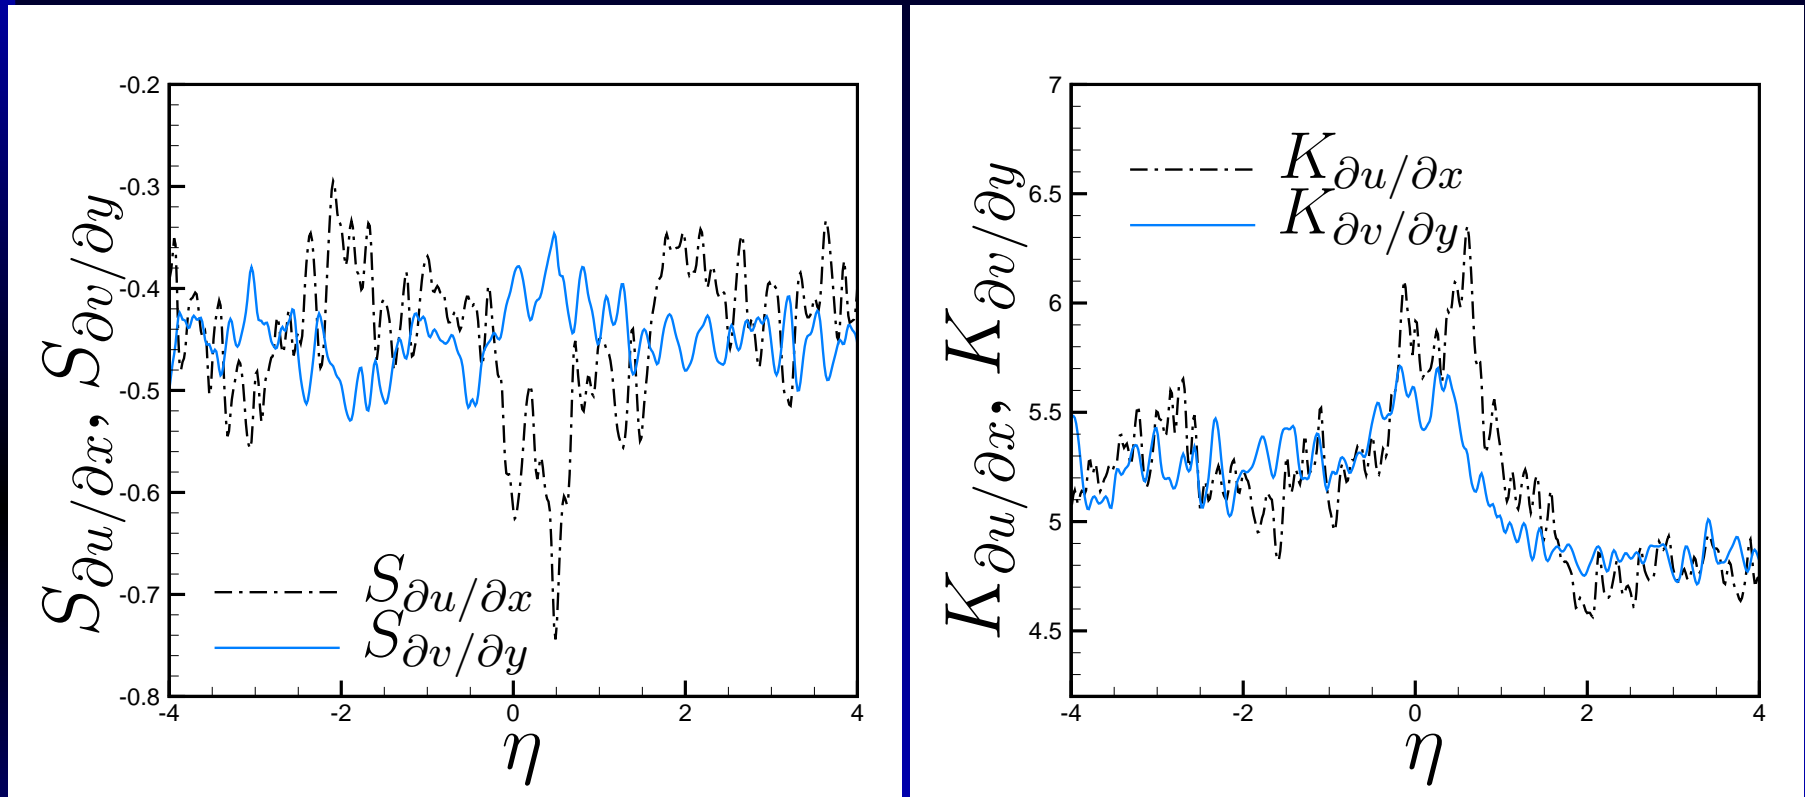 S∂u/∂x, S∂v/∂y
-0.2
-0.3
-0.4
-0.5
-0.6
-0.7
-0.8
S∂u/∂x
S∂v/∂y
-4 -2 0 2 4
η
K∂u/∂x, K∂v/∂y
7
6.5
6
5.5
5
4.5
K∂u/∂x
K∂v/∂y
-4 -2 0 2 4
η